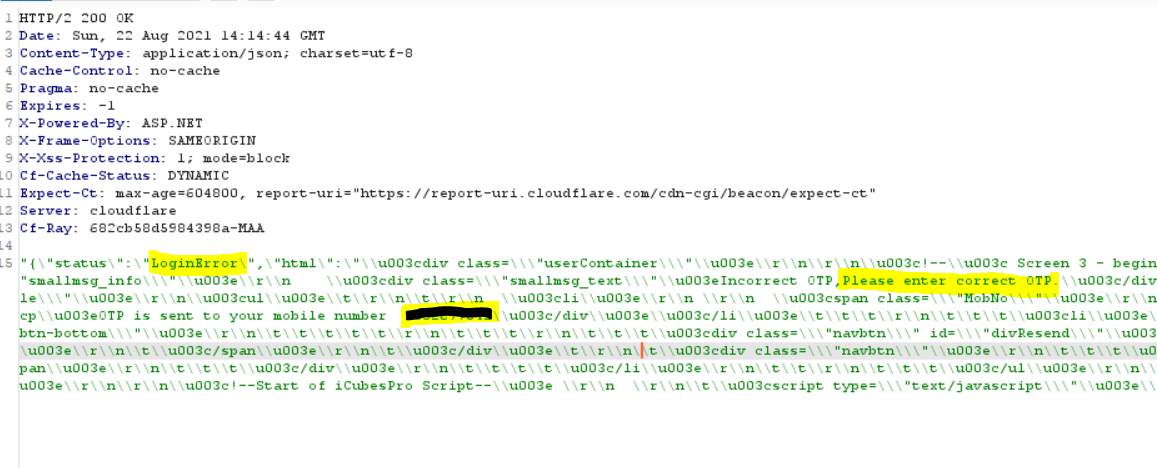 1 HTTP/2 200 OK
2 Date: Sun, 22 Aug 2021 14:14:44 GMT
3 Content-Type: application/json; charset=utf-8
4 Cache-Control: no-cache
5 Pragma: no-cache
6 Expires: -1
7 X-Powered-By: ASP.NET
8 X-Frame-Options: SAMEORIGIN
9 X-Xss-Protection: 1; mode=block
10 Cf-Cache-Status: DYNAMIC
11 Expect-Ct: max-age=604800, report-uri="https://report-uri.cloudflare.com/cdn-cgi/beacon/expect-ct"
12 Server: cloudflare
13 Cf-Ray: 682cb58d5984398a-MAA
14
15 "{\"status\":\"LoginError\",\"html\":\"\\u003cdiv class=\\\"userContainer\\\"\\u003e\\r\\n\\r\\n\\u003c!--\\u003c Screen 3 - begin
"smallmsg_info\\\"\\u003e\\r\\n    \\u003cdiv class=\\\"smallmsg_text\\\"\\u003eIncorrect OTP,Please enter correct OTP.\\u003c/div
le\\\"\\u003e\\r\\n\\u003cul\\u003e\\t\\r\\n\\t\\r\\n  \\u003cli\\u003e\\r\\n \\r\\n  \\u003cspan class=\\\"MobNo\\\"\\u003e\\r\\n
cp\\u003eOTP is sent to your mobile number \\u003c/div\\u003e\\r\\n\\t\\t\\u003c/li\\u003e\\r\\n\\t\\t\\u003cli\\u003e
btn-bottom\\\"\\u003e\\r\\n\\t\\t\\t\\t\\t\\r\\n\\t\\t\\t\\t\\r\\n\\t\\t\\t\\u003cdiv class=\\\"navbtn\\\" id=\\\"divResend\\\"\\u003
\\u003e\\r\\n\\t\\u003c/span\\u003e\\r\\n\\t\\u003c/div\\u003e\\t\\r\\n\\t\\u003cdiv class=\\\"navbtn\\\"\\u003e\\r\\n\\t\\t\\t\\u0
pan\\u003e\\r\\n\\t\\t\\t\\u003c/div\\u003e\\r\\n\\t\\t\\u003c/li\\u003e\\r\\n\\t\\r\\n\\t\\u003c/ul\\u003e\\r\\n\\
\\u003e\\r\\n\\r\\n\\u003c!--Start of iCubesPro Script--\\u003e \\r\\n  \\r\\n\\t\\u003cscript type=\\\"text/javascript\\\"\\u003e\\